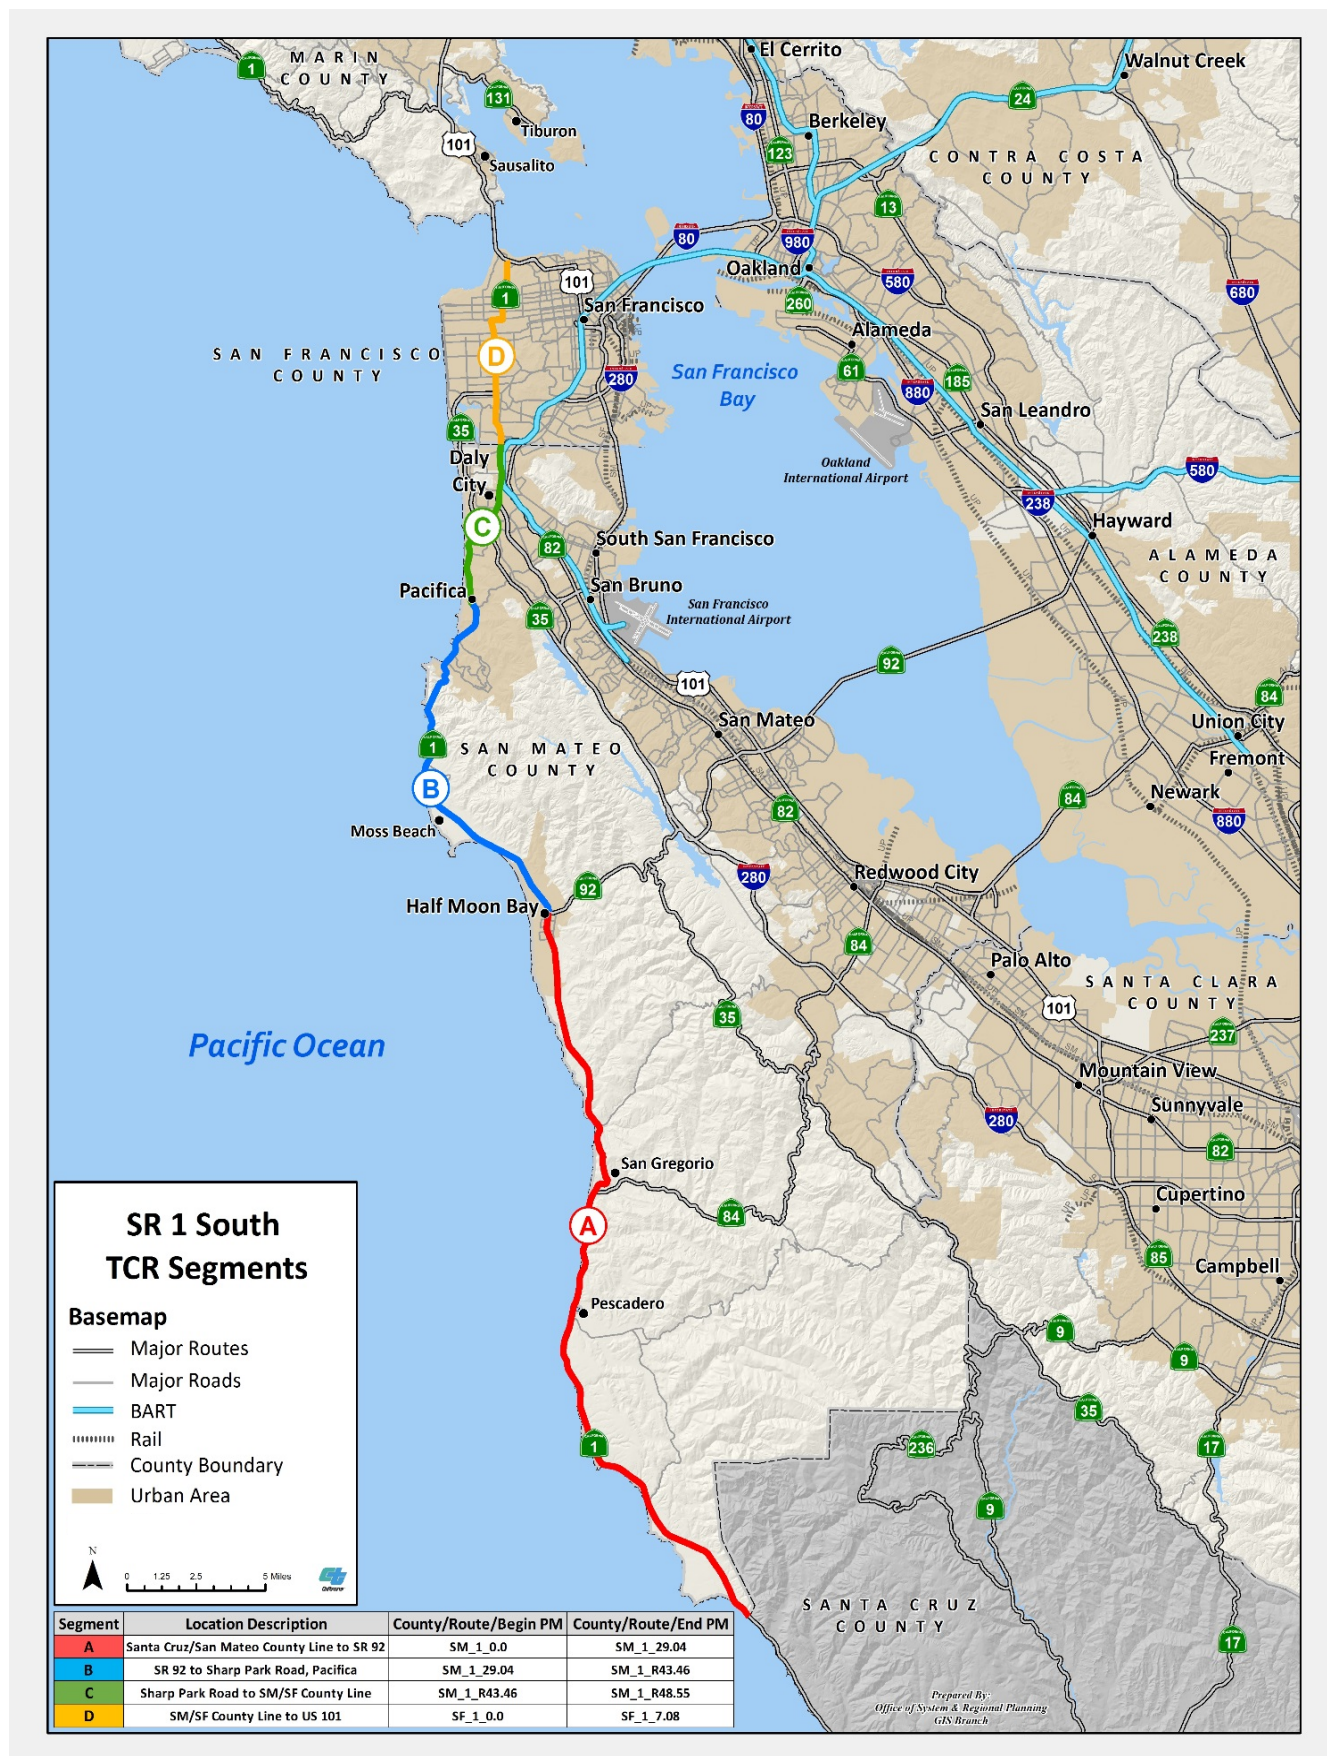 MARIN
COUNTY
1
131
Tiburon
101
Sausalito
El Cerrito
80
Berkeley
123
24
Walnut Creek
CONTRA COSTA
COUNTY
13
80
980
Oakland
580
260
680
101
1
San Francisco
D
SAN FRANCISCO
COUNTY
280
San Francisco
Bay
Alameda
61
880
185
San Leandro
35
Daly
City
Oakland
International Airport
580
238
Hayward
C
82
South San Francisco
San Bruno
ALAMEDA
COUNTY
Pacifica
35
San Francisco
International Airport
92
238
84
101
San Mateo
Union City
Fremont
1
SAN MATEO
COUNTY
B
Moss Beach
82
84
Newark
880
280
Redwood City
92
Half Moon Bay
84
Palo Alto
SANTA CLARA
COUNTY
101
35
237
Pacific Ocean
Mountain View
Sunnyvale
280
82
San Gregorio
84
A
Cupertino
85
Campbell
Pescadero
9
9
35
1
236
17
9
SANTA CRUZ
COUNTY
17
Prepared By:
Office of System & Regional Planning
GIS Branch
SR 1 South
TCR Segments
Basemap
Major Routes
Major Roads
BART
Rail
County Boundary
Urban Area
N
0 1.25 2.5 5 Miles
Caltrans
Segment Location Description County/Route/Begin PM County/Route/End PM
A Santa Cruz/San Mateo County Line to SR 92 SM_1_0.0 SM_1_29.04
B SR 92 to Sharp Park Road, Pacifica SM_1_29.04 SM_1_R43.46
C Sharp Park Road to SM/SF County Line SM_1_R43.46 SM_1_R48.55
D SM/SF County Line to US 101 SF_1_0.0 SF_1_7.08